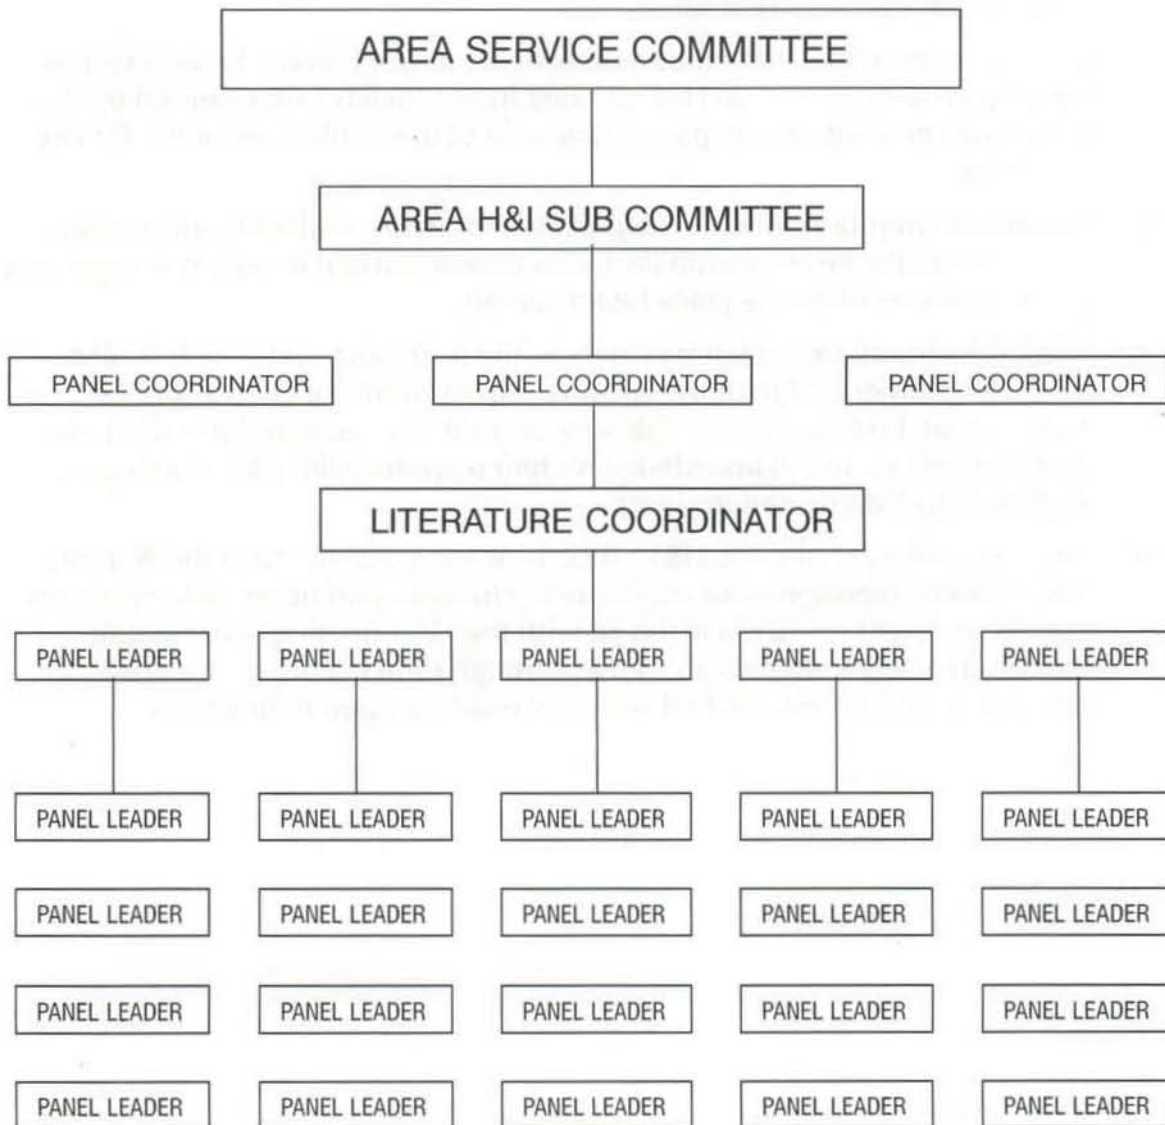 AREA SERVICE COMMITTEE
AREA H&I SUB COMMITTEE
PANEL COORDINATOR PANEL COORDINATOR PANEL COORDINATOR
LITERATURE COORDINATOR
PANEL LEADER PANEL LEADER PANEL LEADER PANEL LEADER PANEL LEADER
PANEL LEADER PANEL LEADER PANEL LEADER PANEL LEADER PANEL LEADER
PANEL LEADER PANEL LEADER PANEL LEADER PANEL LEADER PANEL LEADER
PANEL LEADER PANEL LEADER PANEL LEADER PANEL LEADER PANEL LEADER
PANEL LEADER PANEL LEADER PANEL LEADER PANEL LEADER PANEL LEADER